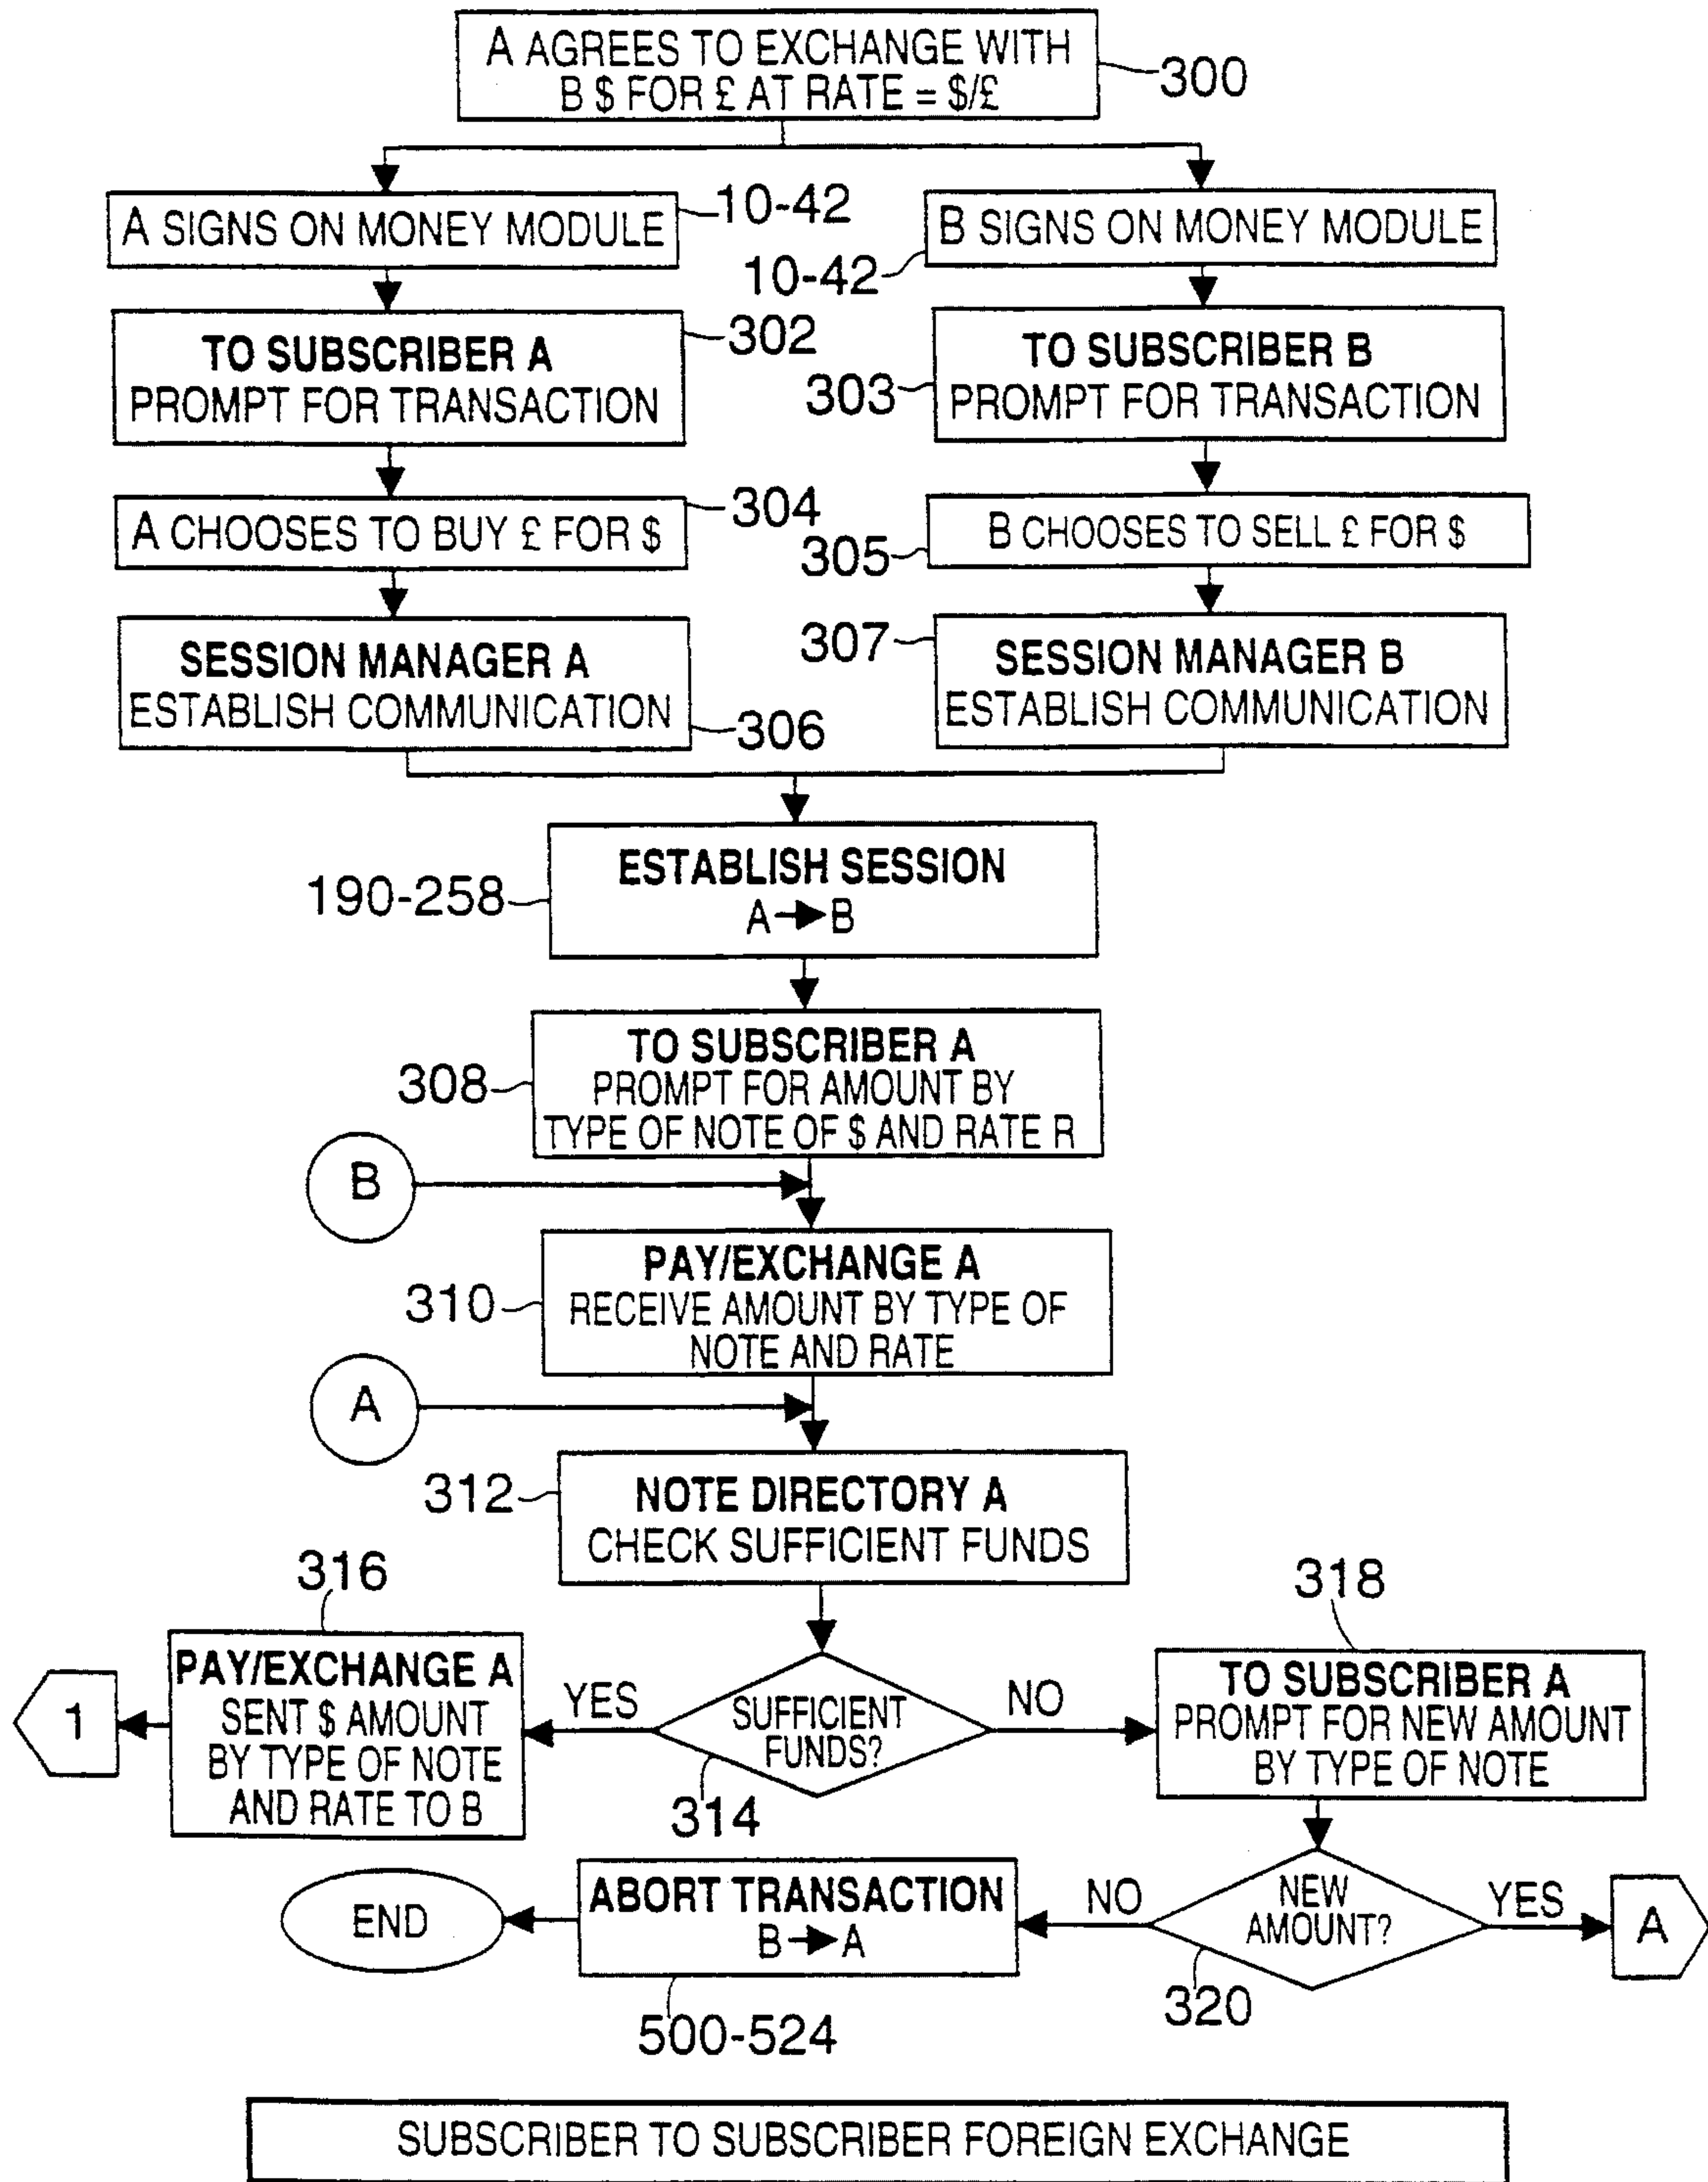 A AGREES TO EXCHANGE WITH
B $ FOR £ AT RATE = $/£
300
A SIGNS ON MONEY MODULE
10-42
B SIGNS ON MONEY MODULE
10-42
TO SUBSCRIBER A
PROMPT FOR TRANSACTION
302
TO SUBSCRIBER B
PROMPT FOR TRANSACTION
303
A CHOOSES TO BUY £ FOR $
304
B CHOOSES TO SELL £ FOR $
305
SESSION MANAGER A
ESTABLISH COMMUNICATION
306
SESSION MANAGER B
ESTABLISH COMMUNICATION
307
ESTABLISH SESSION
A→B
190-258
TO SUBSCRIBER A
PROMPT FOR AMOUNT BY
TYPE OF NOTE OF $ AND RATE R
308
B
PAY/EXCHANGE A
RECEIVE AMOUNT BY TYPE OF
NOTE AND RATE
310
A
NOTE DIRECTORY A
CHECK SUFFICIENT FUNDS
312
316
PAY/EXCHANGE A
SENT $ AMOUNT
BY TYPE OF NOTE
AND RATE TO B
1
YES
SUFFICIENT
FUNDS?
314
NO
318
TO SUBSCRIBER A
PROMPT FOR NEW AMOUNT
BY TYPE OF NOTE
END
ABORT TRANSACTION
B→A
500-524
NO
NEW
AMOUNT?
320
YES
A
SUBSCRIBER TO SUBSCRIBER FOREIGN EXCHANGE